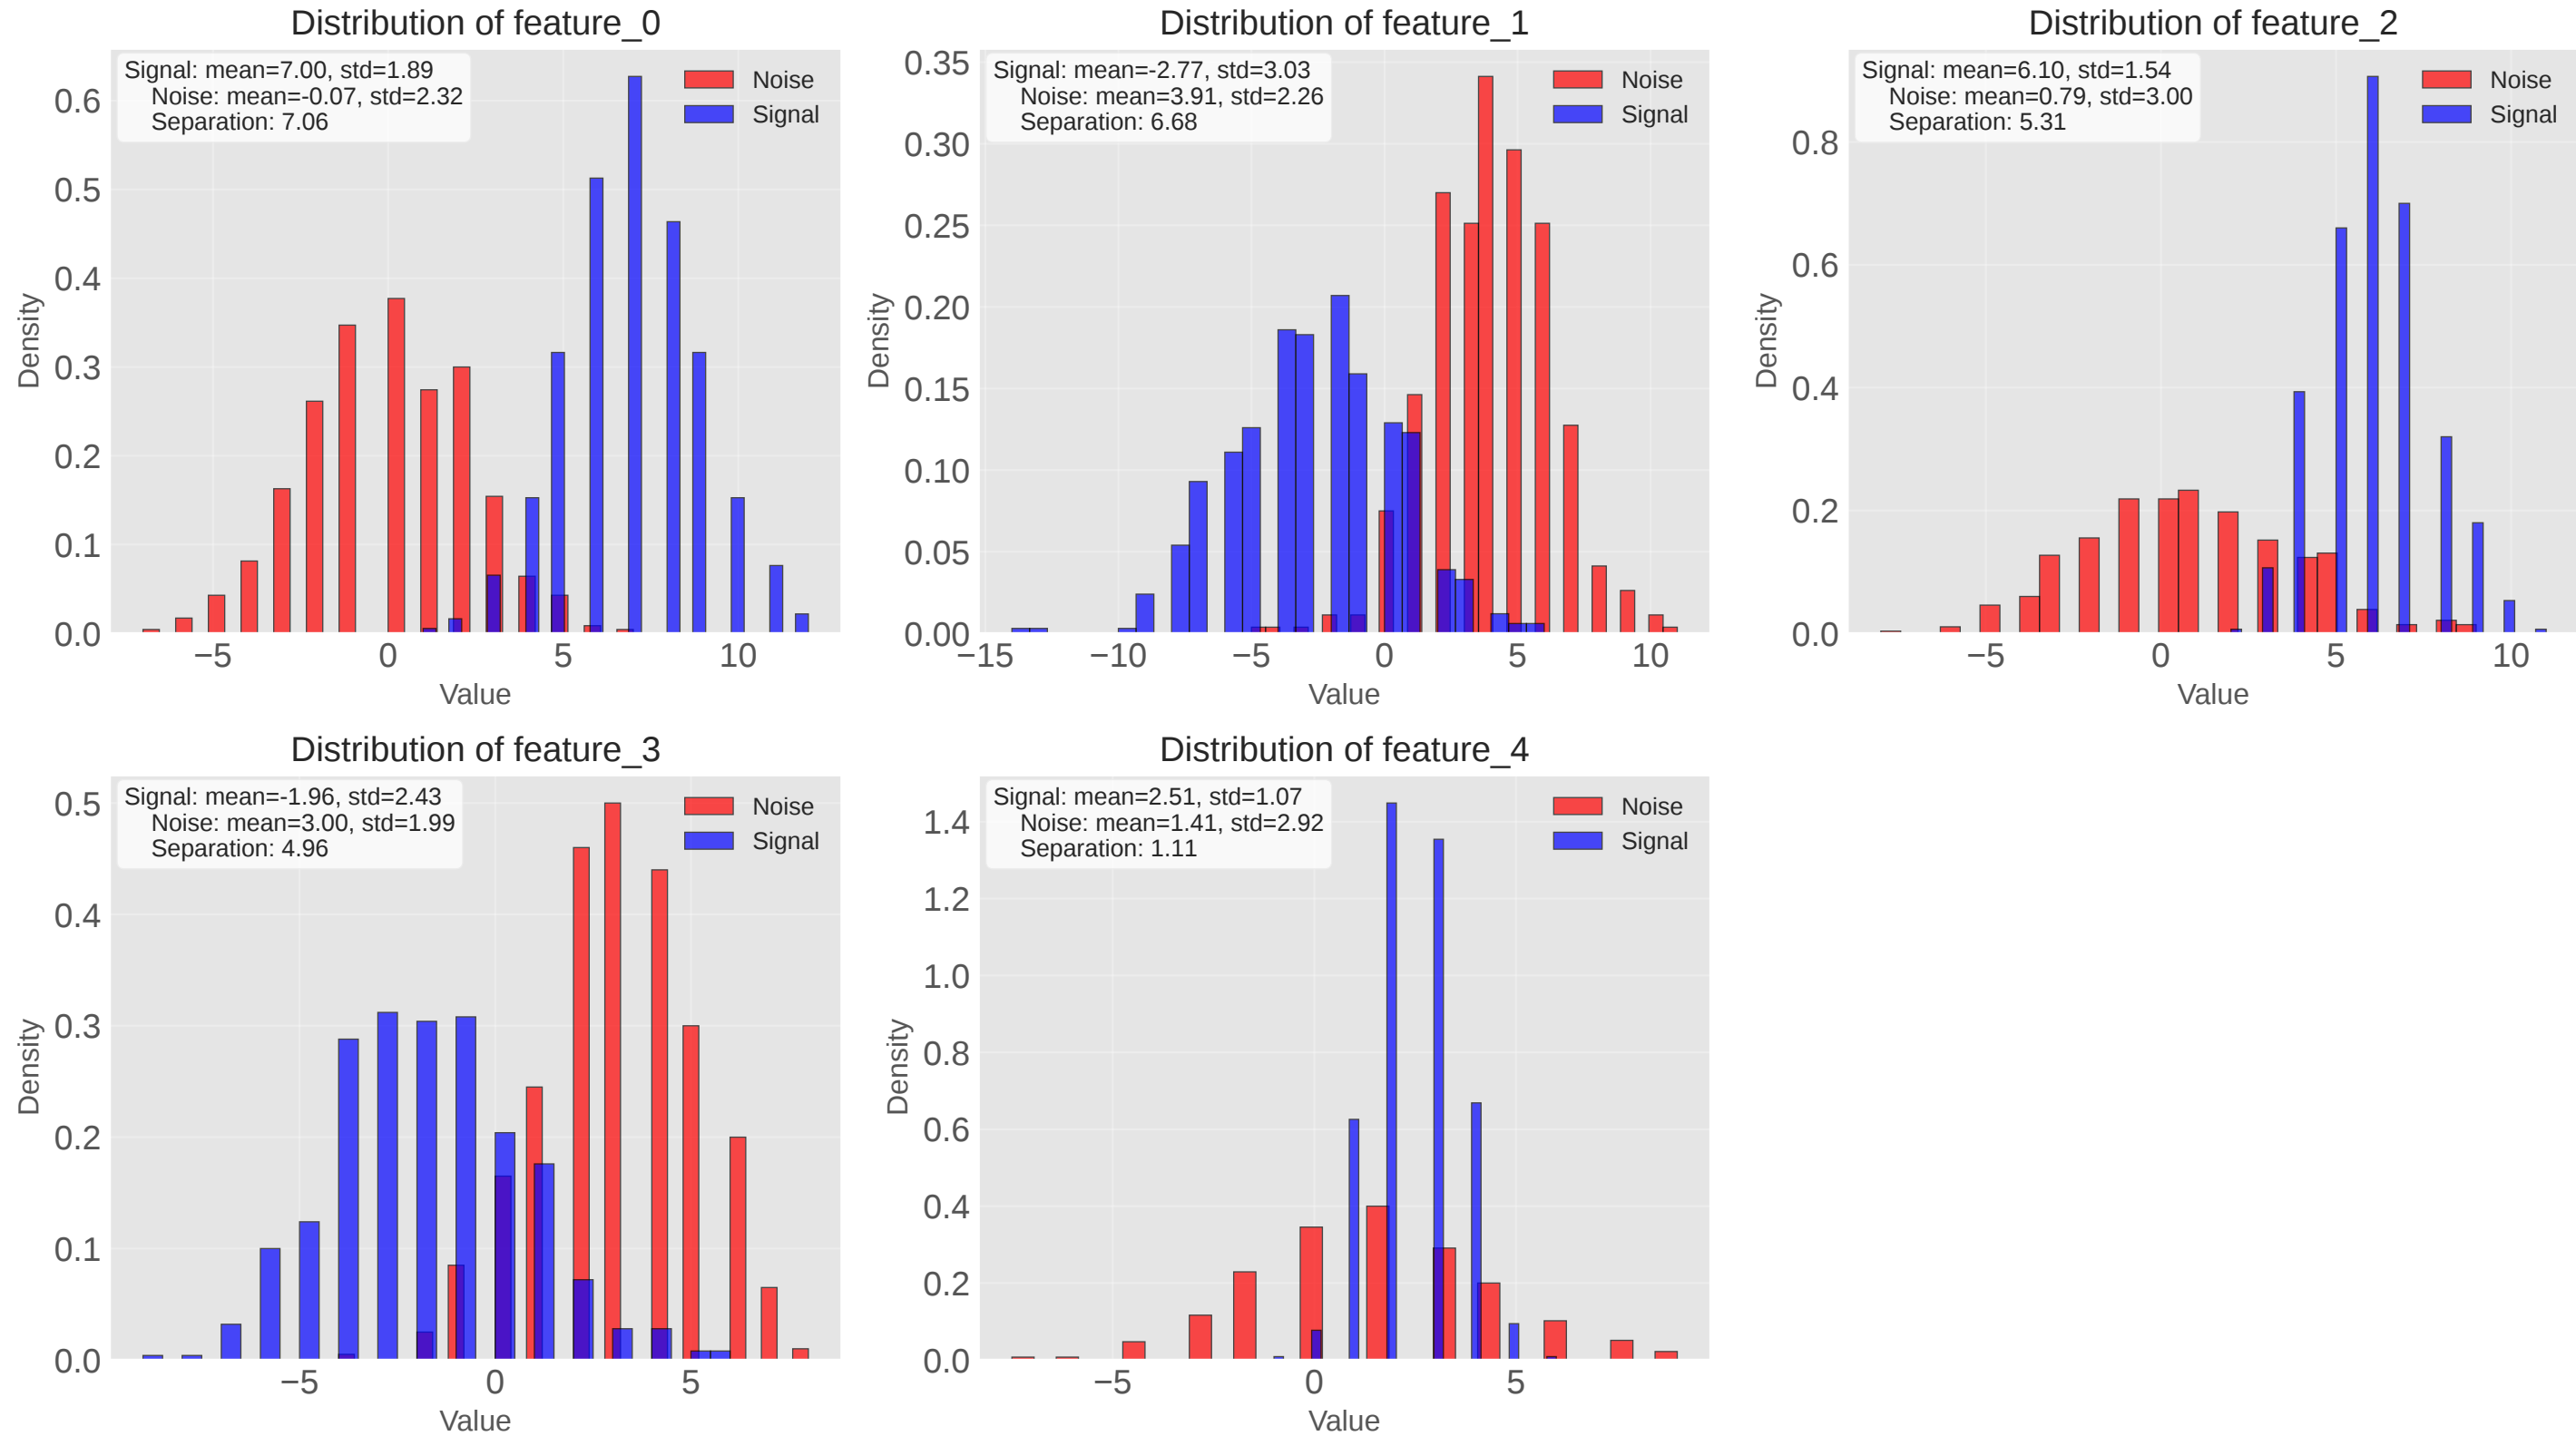 Distribution of feature_0
Signal: mean=7.00, std=1.89
Noise: mean=-0.07, std=2.32
Separation: 7.06
Noise
Signal
Density
0.6
0.5
0.4
0.3
0.2
0.1
0.0
−5 0 5 10
Value
Distribution of feature_1
Signal: mean=-2.77, std=3.03
Noise: mean=3.91, std=2.26
Separation: 6.68
Noise
Signal
Density
0.35
0.30
0.25
0.20
0.15
0.10
0.05
0.00
−15 −10 −5 0 5 10
Value
Distribution of feature_2
Signal: mean=6.10, std=1.54
Noise: mean=0.79, std=3.00
Separation: 5.31
Noise
Signal
Density
0.8
0.6
0.4
0.2
0.0
−5 0 5 10
Value
Distribution of feature_3
Signal: mean=-1.96, std=2.43
Noise: mean=3.00, std=1.99
Separation: 4.96
Noise
Signal
Density
0.5
0.4
0.3
0.2
0.1
0.0
−5 0 5
Value
Distribution of feature_4
Signal: mean=2.51, std=1.07
Noise: mean=1.41, std=2.92
Separation: 1.11
Noise
Signal
Density
1.4
1.2
1.0
0.8
0.6
0.4
0.2
0.0
−5 0 5
Value